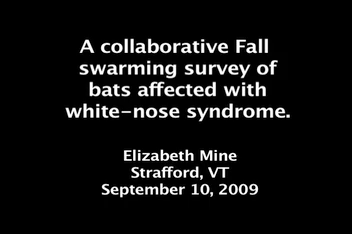 A collaborative Fall
swarming survey of
bats affected with
white-nose syndrome.
Elizabeth Mine
Strafford, VT
September 10, 2009